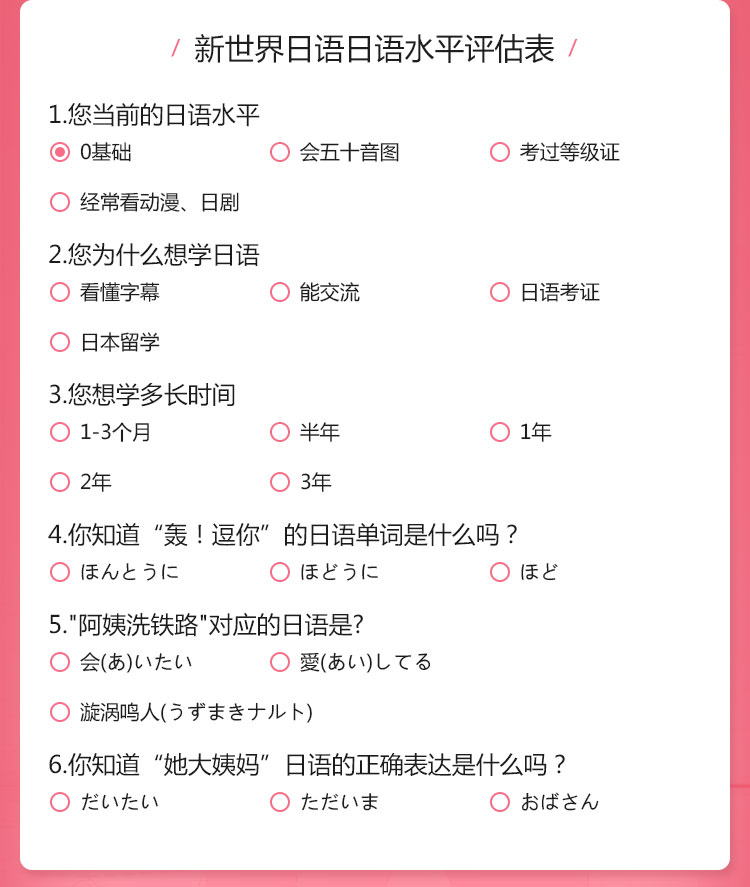 / 新世界日语日语水平评估表 /
1.您当前的日语水平
0基础 会五十音图 考过等级证
经常看动漫、日剧
2.您为什么想学日语
看懂字幕 能交流 日语考证
日本留学
3.您想学多长时间
1-3个月 半年 1年
2年 3年
4.你知道“轰！逗你”的日语单词是什么吗？
ほんとうに ほどうに ほど
5."阿姨洗铁路"对应的日语是?
会(あ)いたい 愛(あい)してる
漩涡鸣人(うずまきナルト)
6.你知道“她大姨妈”日语的正确表达是什么吗？
だいたい ただいま おばさん